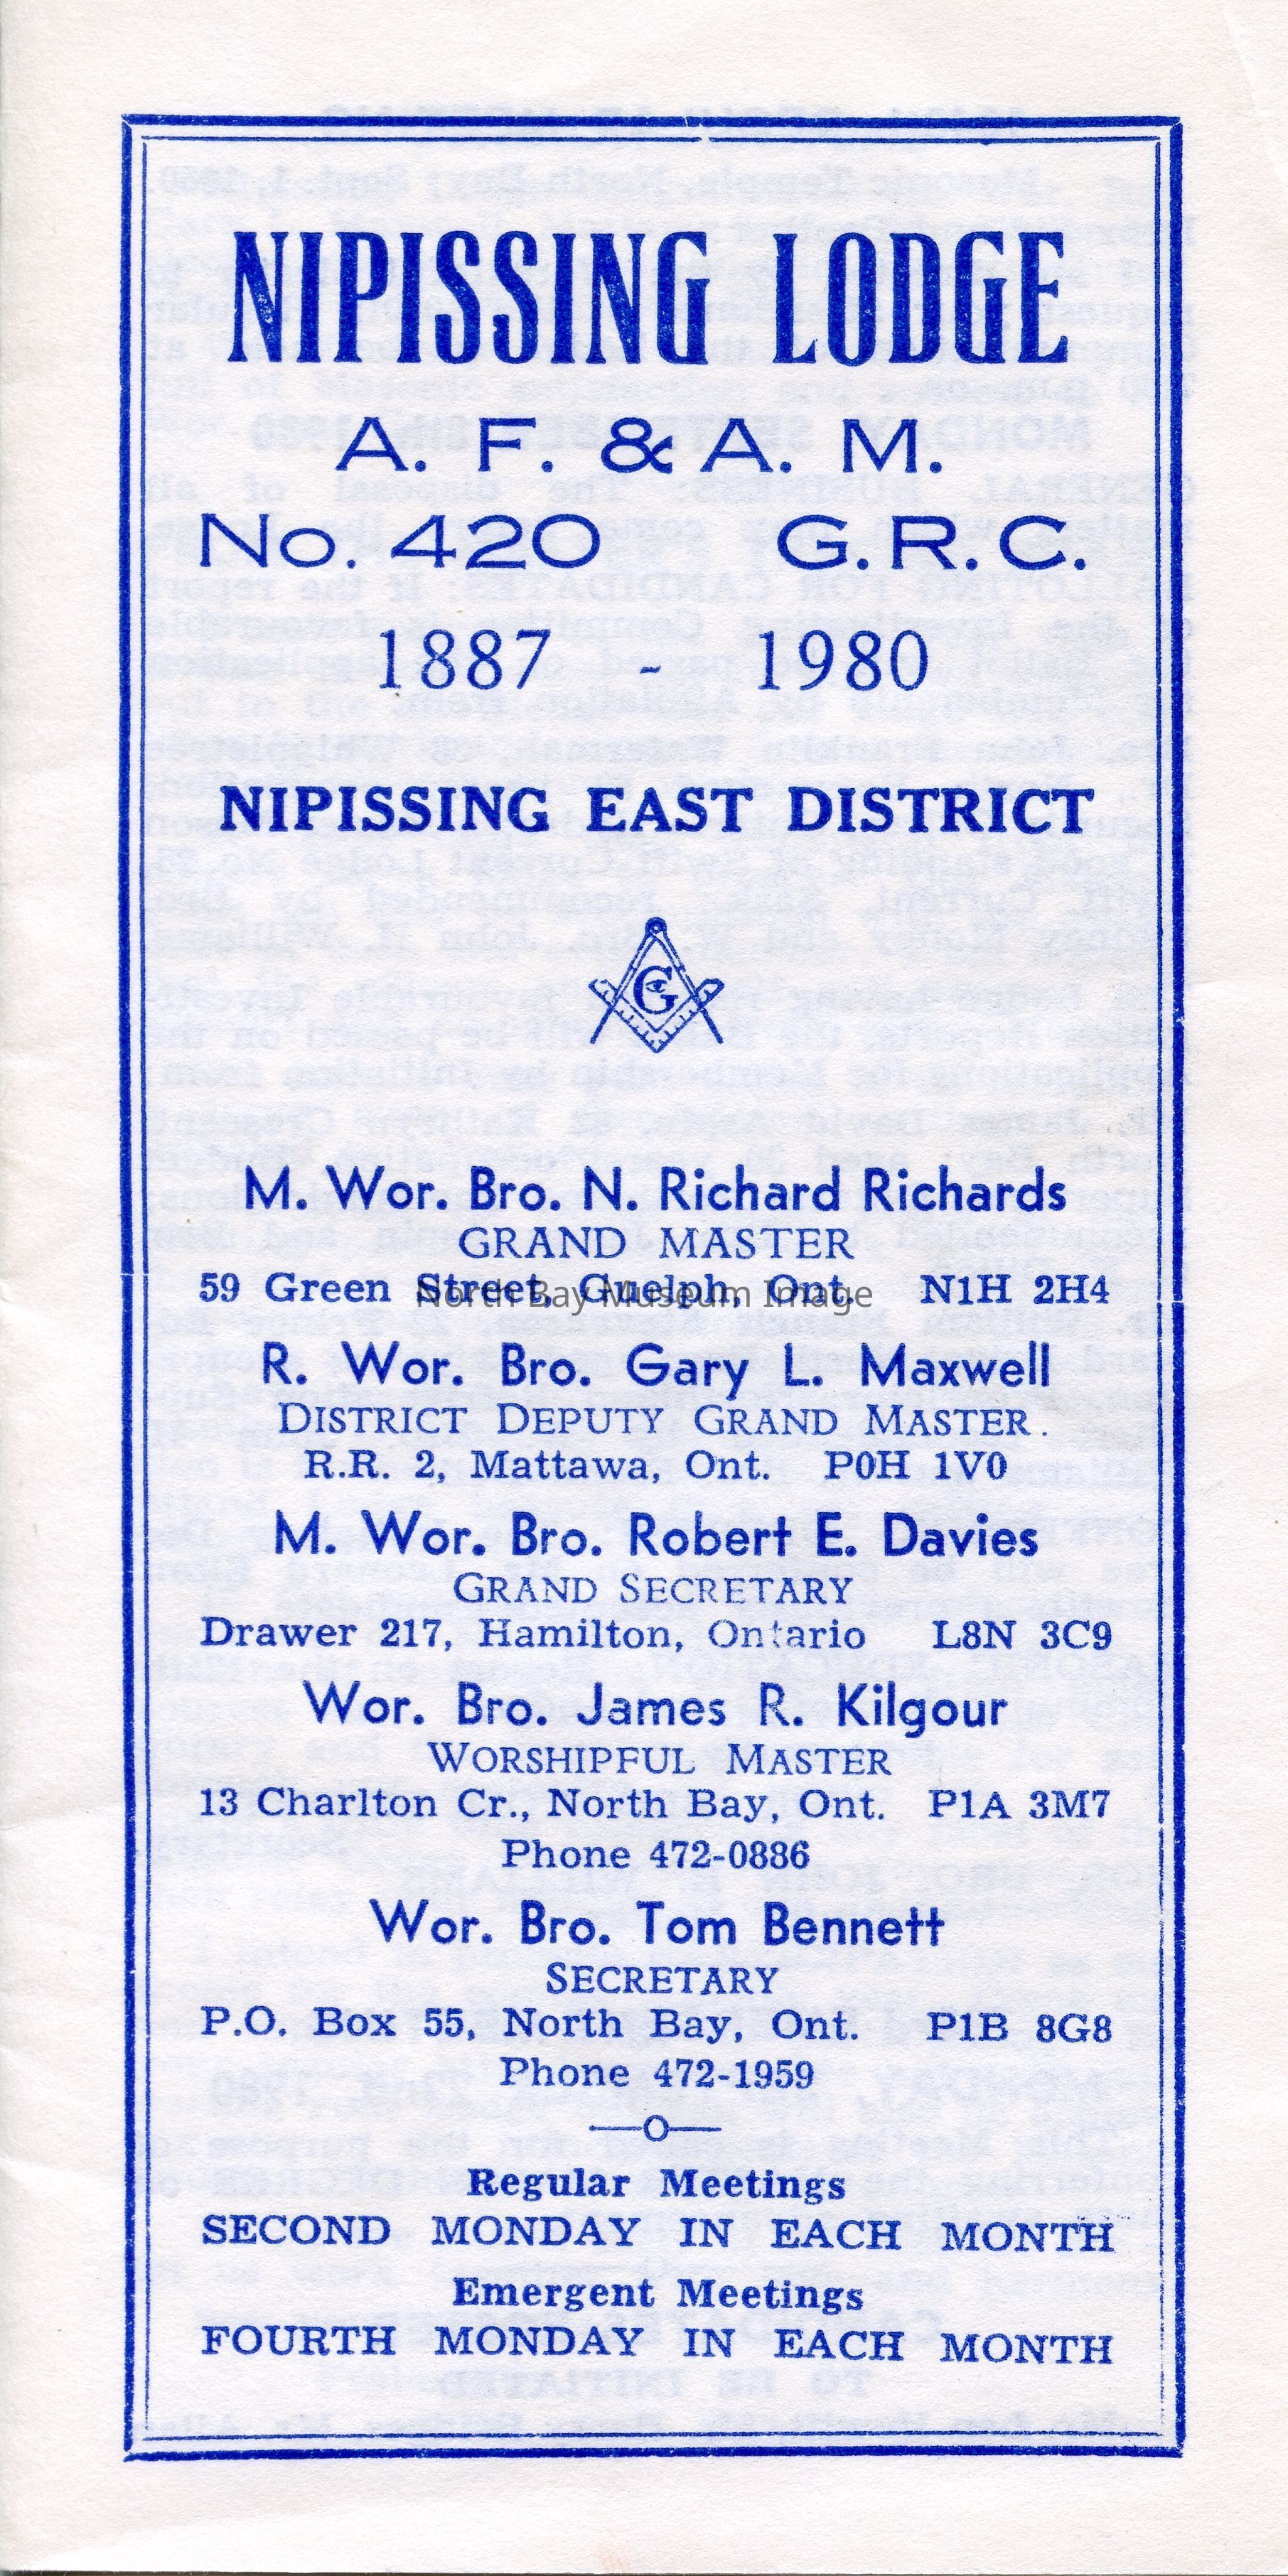 NIPISSING LODGE
A. F. & A. M.
No. 420 G.R.C.
1887 - 1980
NIPISSING EAST DISTRICT
G
M. Wor. Bro. N. Richard Richards
GRAND MASTER
59 Green Street, Guelph, Ont. N1H 2H4
North Bay Museum Image
R. Wor. Bro. Gary L. Maxwell
DISTRICT DEPUTY GRAND MASTER.
R.R. 2, Mattawa, Ont. P0H 1V0
M. Wor. Bro. Robert E. Davies
GRAND SECRETARY
Drawer 217, Hamilton, Ontario L8N 3C9
Wor. Bro. James R. Kilgour
WORSHIPFUL MASTER
13 Charlton Cr., North Bay, Ont. P1A 3M7
Phone 472-0886
Wor. Bro. Tom Bennett
SECRETARY
P.O. Box 55, North Bay, Ont. P1B 8G8
Phone 472-1959
Regular Meetings
SECOND MONDAY IN EACH MONTH
Emergent Meetings
FOURTH MONDAY IN EACH MONTH